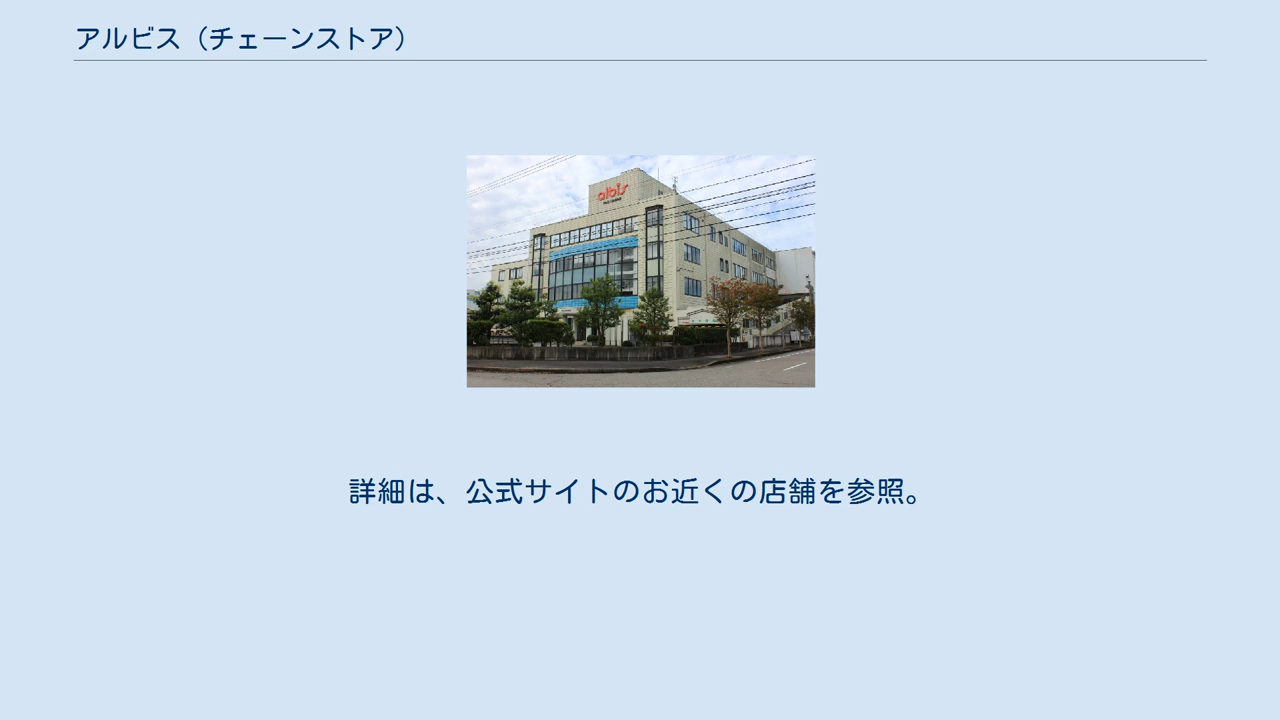 アルビス（チェーンストア）
albis
詳細は、公式サイトのお近くの店舗を参照。